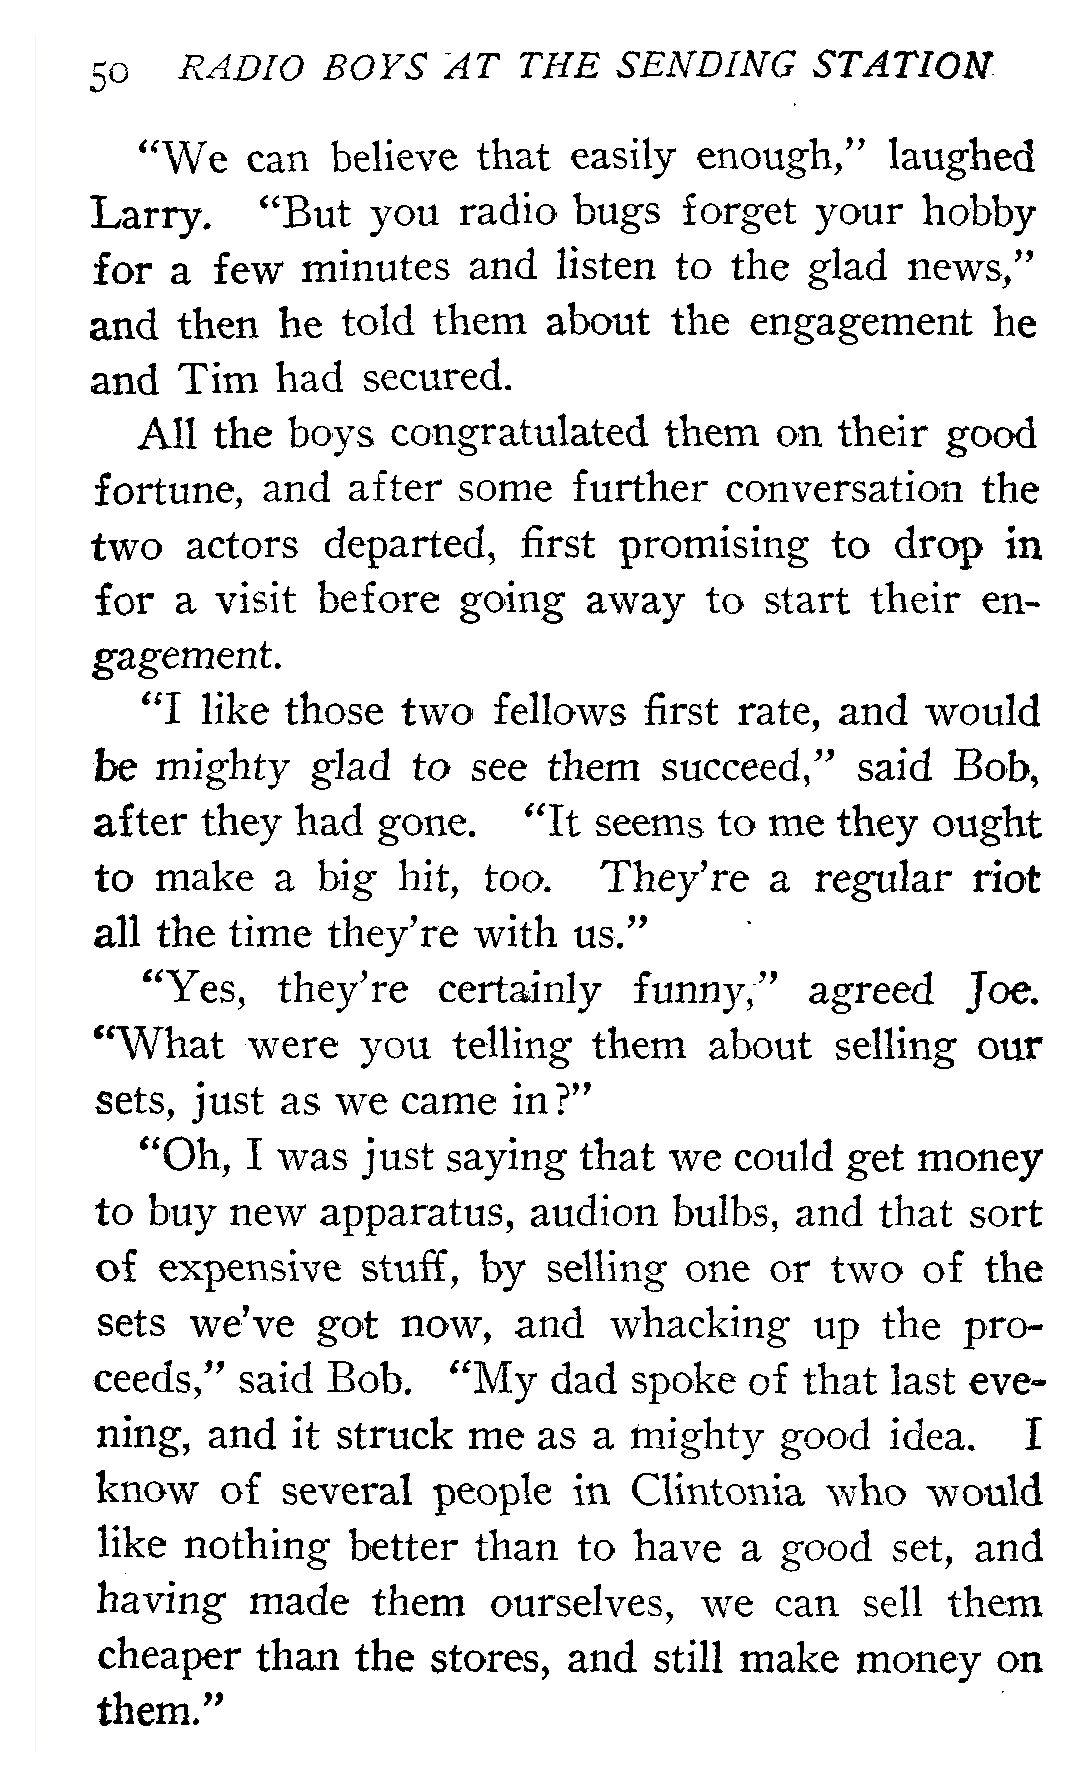 50 RADIO BOYS AT THE SENDING STATION
“We can believe that easily enough,” laughed
Larry. “But you radio bugs forget your hobby
for a few minutes and listen to the glad news,”
and then he told them about the engagement he
and Tim had secured.
All the boys congratulated them on their good
fortune, and after some further conversation the
two actors departed, first promising to drop in
for a visit before going away to start their en-
gagement.
“I like those two fellows first rate, and would
be mighty glad to see them succeed,” said Bob,
after they had gone. “It seems to me they ought
to make a big hit, too. They’re a regular riot
all the time they’re with us.”
“Yes, they’re certainly funny,” agreed Joe.
“What were you telling them about selling our
sets, just as we came in?”
“Oh, I was just saying that we could get money
to buy new apparatus, audion bulbs, and that sort
of expensive stuff, by selling one or two of the
sets we’ve got now, and whacking up the pro-
ceeds,” said Bob. “My dad spoke of that last eve-
ning, and it struck me as a mighty good idea. I
know of several people in Clintonia who would
like nothing better than to have a good set, and
having made them ourselves, we can sell them
cheaper than the stores, and still make money on
them.”